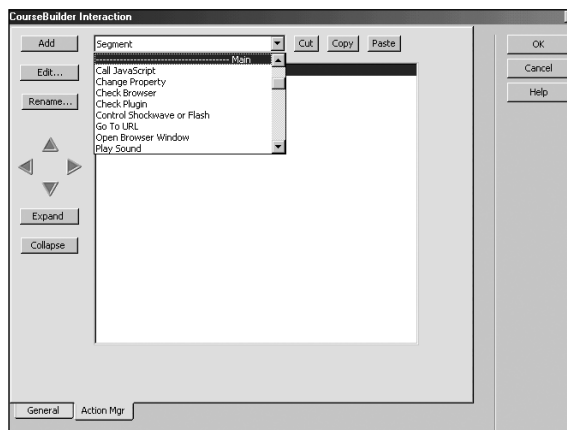 CourseBuilder Interaction
Add
Segment
Cut
Copy
Paste
OK
Edit...
Main
Cancel
Call JavaScript
Change Property
Rename...
Check Browser
Help
Check Plugin
Control Shockwave or Flash
Go To URL
Open Browser Window
Play Sound
Expand
Collapse
General
Action Mgr